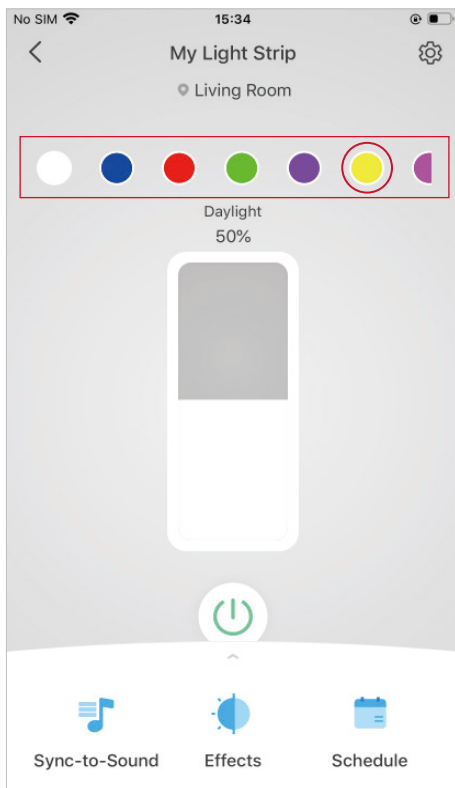 No SIM 15:34
My Light Strip
Living Room
Daylight
50%
Sync-to-Sound Effects Schedule